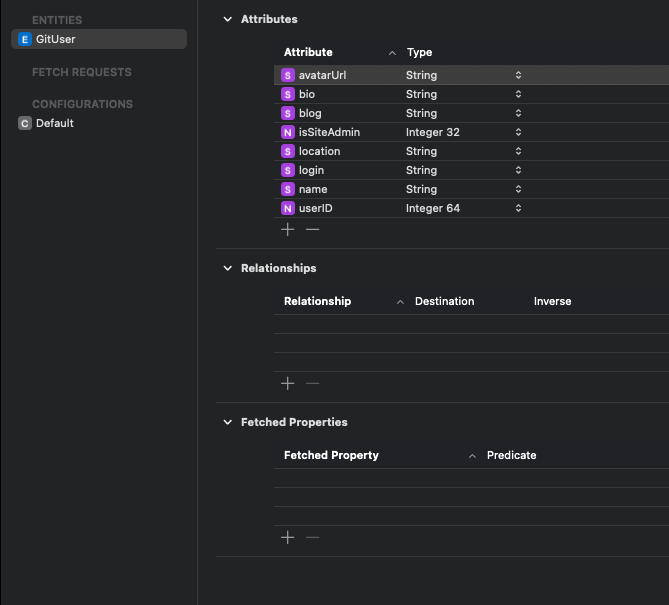 ENTITIES
E GitUser
FETCH REQUESTS
CONFIGURATIONS
C Default
Attributes
Attribute Type
S avatarUrl String
S bio String
S blog String
N isSiteAdmin Integer 32
S location String
S login String
S name String
N userID Integer 64
Relationships
Relationship Destination Inverse
Fetched Properties
Fetched Property Predicate